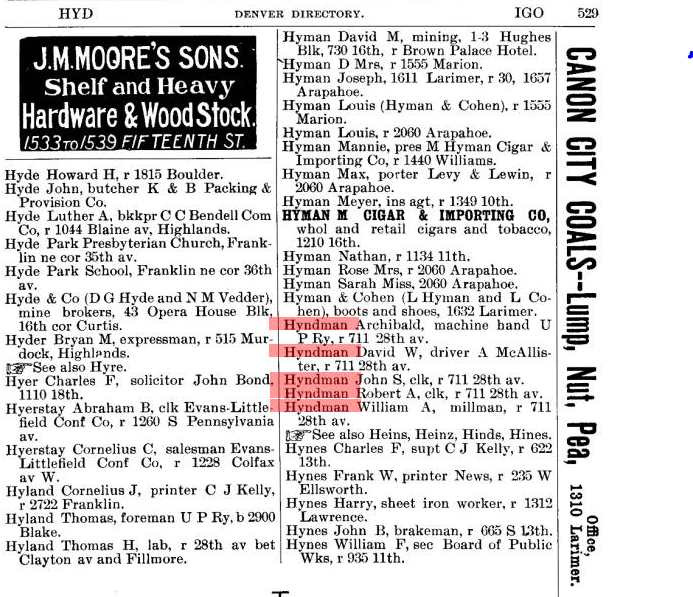 HYD DENVER DIRECTORY. IGO 529
J.M.MOORE'S SONS.
Shelf and Heavy
Hardware & Wood Stock.
1533 TO 1539 FIFTEENTH ST.
Hyde Howard H, r 1815 Boulder.
Hyde John, butcher K & B Packing &
Provision Co.
Hyde Luther A, bkkpr C C Bendell Com
Co, r 1044 Blaine av, Highlands.
Hyde Park Presbyterian Church, Frank-
lin ne cor 35th av.
Hyde Park School, Franklin ne cor 36th
av.
Hyde & Co (D G Hyde and N M Vedder),
mine brokers, 43 Opera House Blk,
16th cor Curtis.
Hyder Bryan M, expressman, r 515 Mur-
dock, Highlands.
☞See also Hyre.
Hyer Charles F, solicitor John Bond,
1110 18th.
Hyerstay Abraham B, clk Evans-Little-
field Conf Co, r 1260 S Pennsylvania
av.
Hyerstay Cornelius C, salesman Evans-
Littlefield Conf Co, r 1228 Colfax
av W.
Hyland Cornelius J, printer C J Kelly,
r 2722 Franklin.
Hyland Thomas, foreman U P Ry, b 2900
Blake.
Hyland Thomas H, lab, r 28th av bet
Clayton av and Fillmore.
Hyman David M, mining, 1-3 Hughes
Blk, 730 16th, r Brown Palace Hotel.
Hyman D Mrs, r 1555 Marion.
Hyman Joseph, 1611 Larimer, r 30, 1657
Arapahoe.
Hyman Louis (Hyman & Cohen), r 1555
Marion.
Hyman Louis, r 2060 Arapahoe.
Hyman Mannie, pres M Hyman Cigar &
Importing Co, r 1440 Williams.
Hyman Max, porter Levy & Lewin, r
2060 Arapahoe.
Hyman Meyer, ins agt, r 1349 10th.
HYMAN M CIGAR & IMPORTING CO,
whol and retail cigars and tobacco,
1210 16th.
Hyman Nathan, r 1134 11th.
Hyman Rose Mrs, r 2060 Arapahoe.
Hyman Sarah Miss, 2060 Arapahoe.
Hyman & Cohen (L Hyman and L Co-
hen), boots and shoes, 1632 Larimer.
Hyndman Archibald, machine hand U
P Ry, r 711 28th av.
Hyndman David W, driver A McAllis-
ter, r 711 28th av.
Hyndman John S, clk, r 711 28th av.
Hyndman Robert A, clk, r 711 28th av.
Hyndman William A, millman, r 711
28th av.
☞See also Heins, Heinz, Hinds, Hines.
Hynes Charles F, supt C J Kelly, r 622
13th.
Hynes Frank W, printer News, r 235 W
Ellsworth.
Hynes Harry, sheet iron worker, r 1312
Lawrence.
Hynes John B, brakeman, r 665 S 13th.
Hynes William F, sec Board of Public
Wks, r 935 11th.
CANON CITY COALS--Lump, Nut, Pea,
Office,
1310 Larimer.